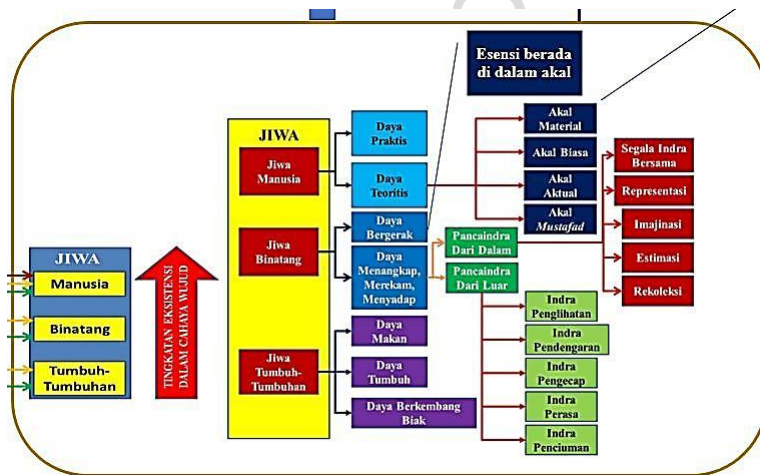 Esensi berada
di dalam akal
JIWA
Manusia
Binatang
Tumbuh-
Tumbuhan
TINGKATAN EKSISTENSI
DALAM CAHAYA WUJUD
JIWA
Jiwa
Manusia
Jiwa
Binatang
Jiwa
Tumbuh-
Tumbuhan
Daya
Praktis
Daya
Teoritis
Daya
Bergerak
Daya
Menangkap,
Merekam,
Menyadap
Daya
Makan
Daya
Tumbuh
Daya Berkembang
Biak
Akal
Material
Akal Biasa
Akal
Aktual
Akal
Mustafad
Pancaindra
Dari Dalam
Pancaindra
Dari Luar
Segala Indra
Bersama
Representasi
Imajinasi
Estimasi
Rekoleksi
Indra
Penglihatan
Indra
Pendengaran
Indra
Pengecap
Indra
Perasa
Indra
Penciuman